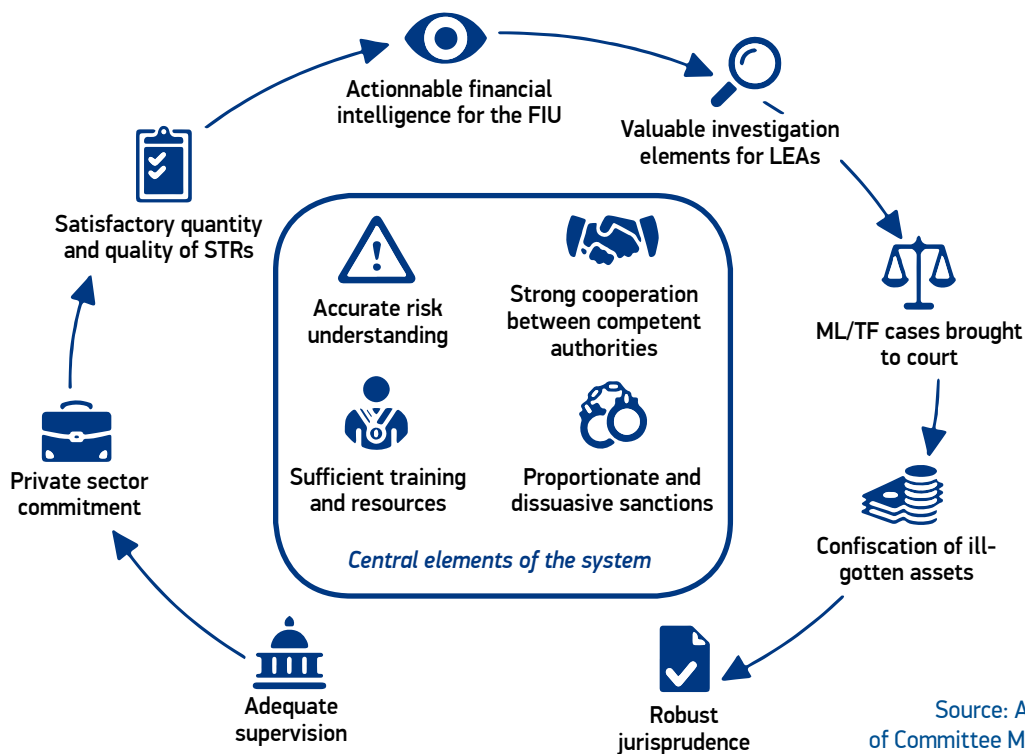 Actionnable financial
intelligence for the FIU
Valuable investigation
elements for LEAs
Satisfactory quantity
and quality of STRs
Accurate risk
understanding
Strong cooperation
between competent
authorities
ML/TF cases brought
to court
Private sector
commitment
Sufficient training
and resources
Proportionate and
dissuasive sanctions
Central elements of the system
Confiscation of ill-
gotten assets
Adequate
supervision
Robust
jurisprudence
Source: A
of Committee M